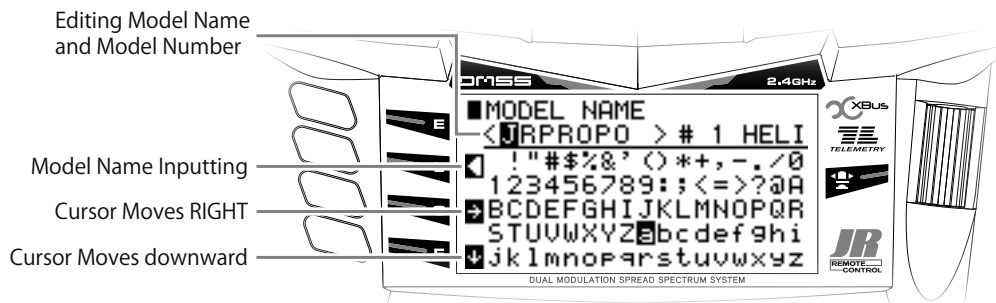 Editing Model Name
and Model Number
DMSS
2.4GHz
E
XBus
TELEMETRY
MODEL NAME
<JRPROPO > # 1 HELI
Model Name Inputting
!"#$%&'()*+,-./0
123456789:;<=>?@A
Cursor Moves RIGHT
BCDEFGHIJKLMNOPQR
STUVWXYZabcdefghi
Cursor Moves downward
jklmnopqrstuvwxyz
JR
REMOTE
CONTROL
DUAL MODULATION SPREAD SPECTRUM SYSTEM